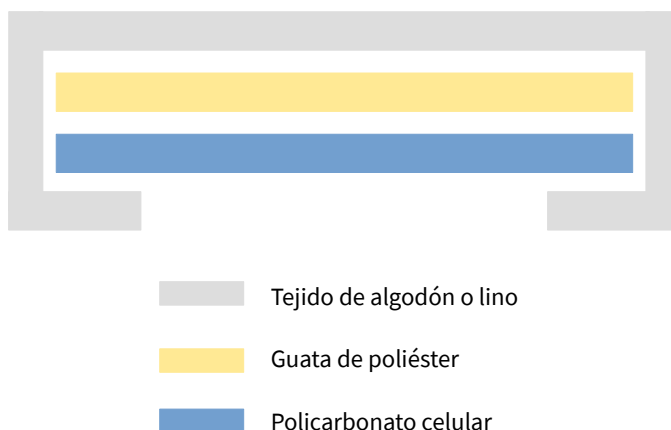 Tejido de algodón o lino
Guata de poliéster
Policarbonato celular